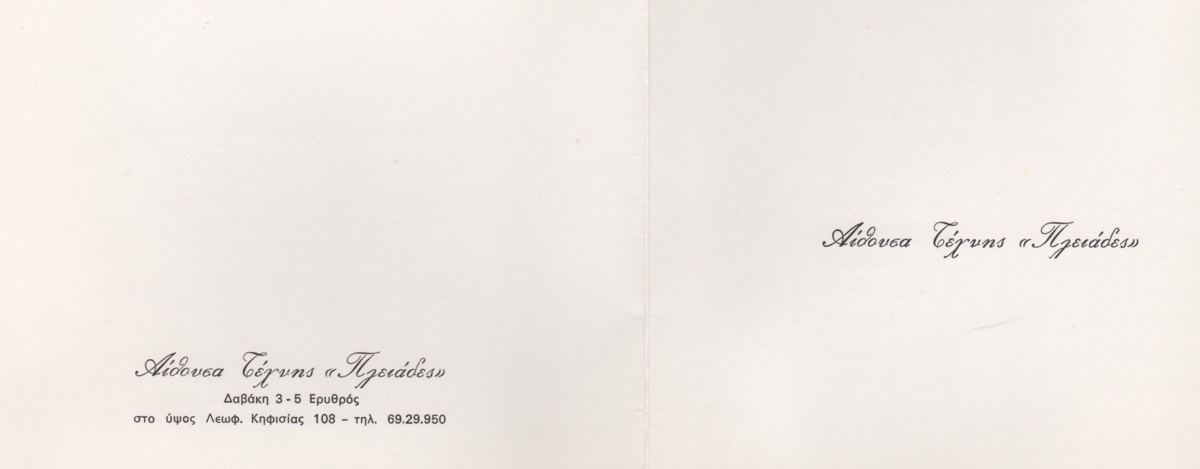 Αίθουσα Τέχνης «Πλειάδες»
Δαβάκη 3 - 5 Ερυθρός
στο ύψος Λεωφ. Κηφισίας 108 – τηλ. 69.29.950
Αίθουσα Τέχνης «Πλειάδες»